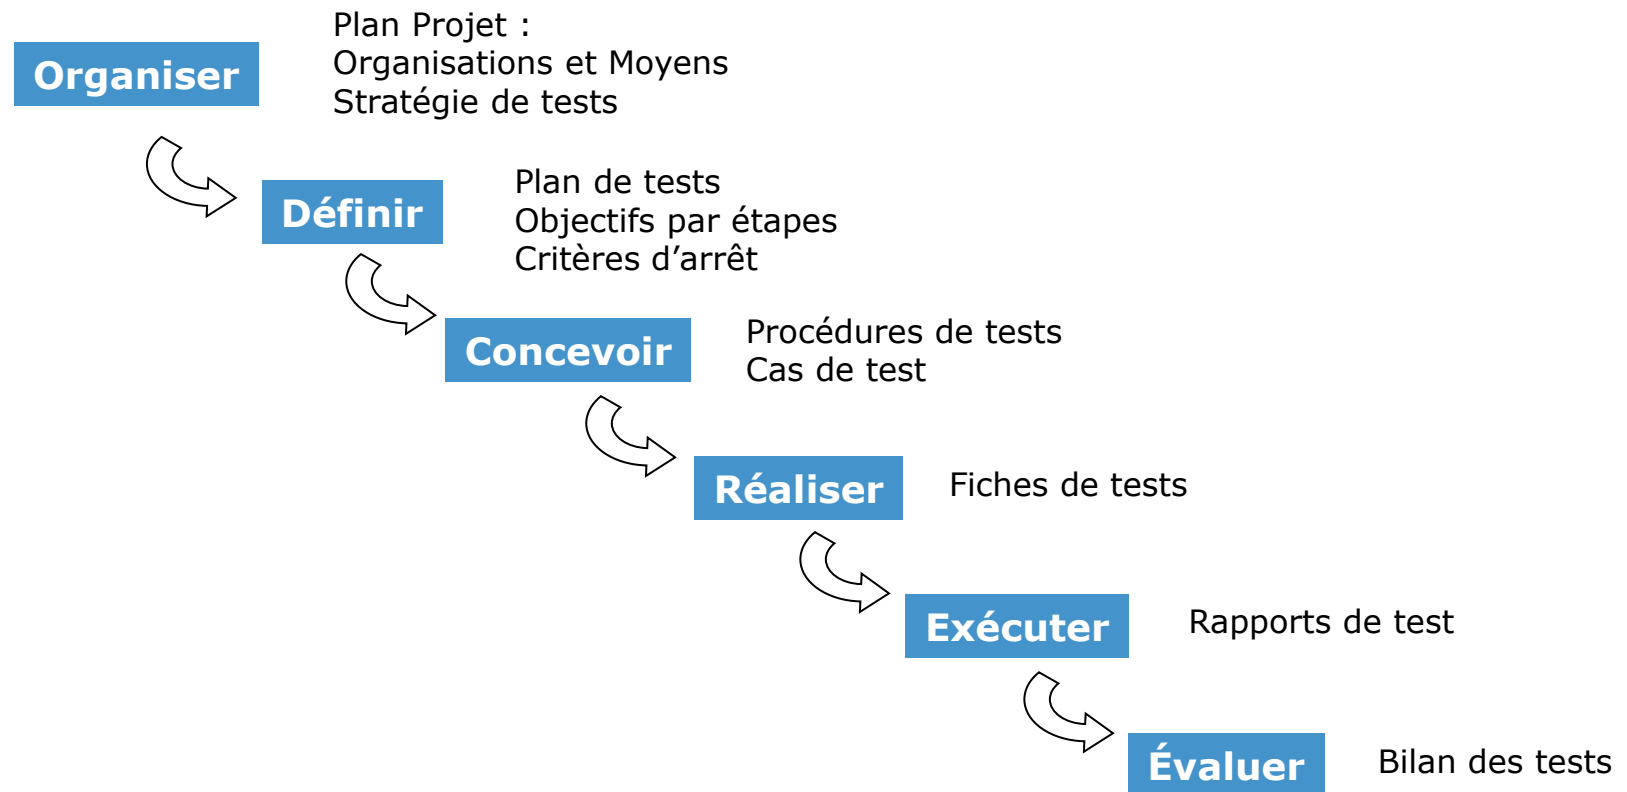 Plan Projet :
Organiser
Organisations et Moyens
Stratégie de tests
Plan de tests
Définir
Objectifs par étapes
Critères d’arrêt
Procédures de tests
Concevoir
Cas de test
Réaliser
Fiches de tests
Exécuter
Rapports de test
Évaluer
Bilan des tests